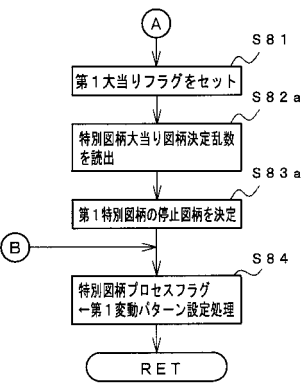 A
S81
第1大当りフラグをセット
S82a
特別図柄大当り図柄決定乱数
を読出
S83a
第1特別図柄の停止図柄を決定
B
S84
特別図柄プロセスフラグ
←第1変動パターン設定処理
RET